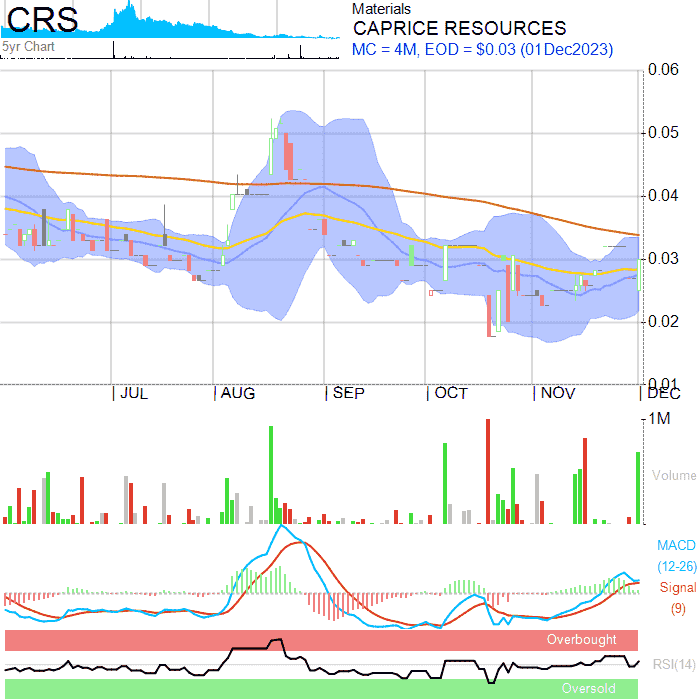 CRS
5yr Chart
Materials
CAPRICE RESOURCES
MC = 4M, EOD = $0.03 (01Dec2023)
0.06
0.05
0.04
0.03
0.02
0.01
JUL AUG SEP OCT NOV DEC
1M
Volume
MACD
(12-26)
Signal
(9)
Overbought
RSI(14)
Oversold